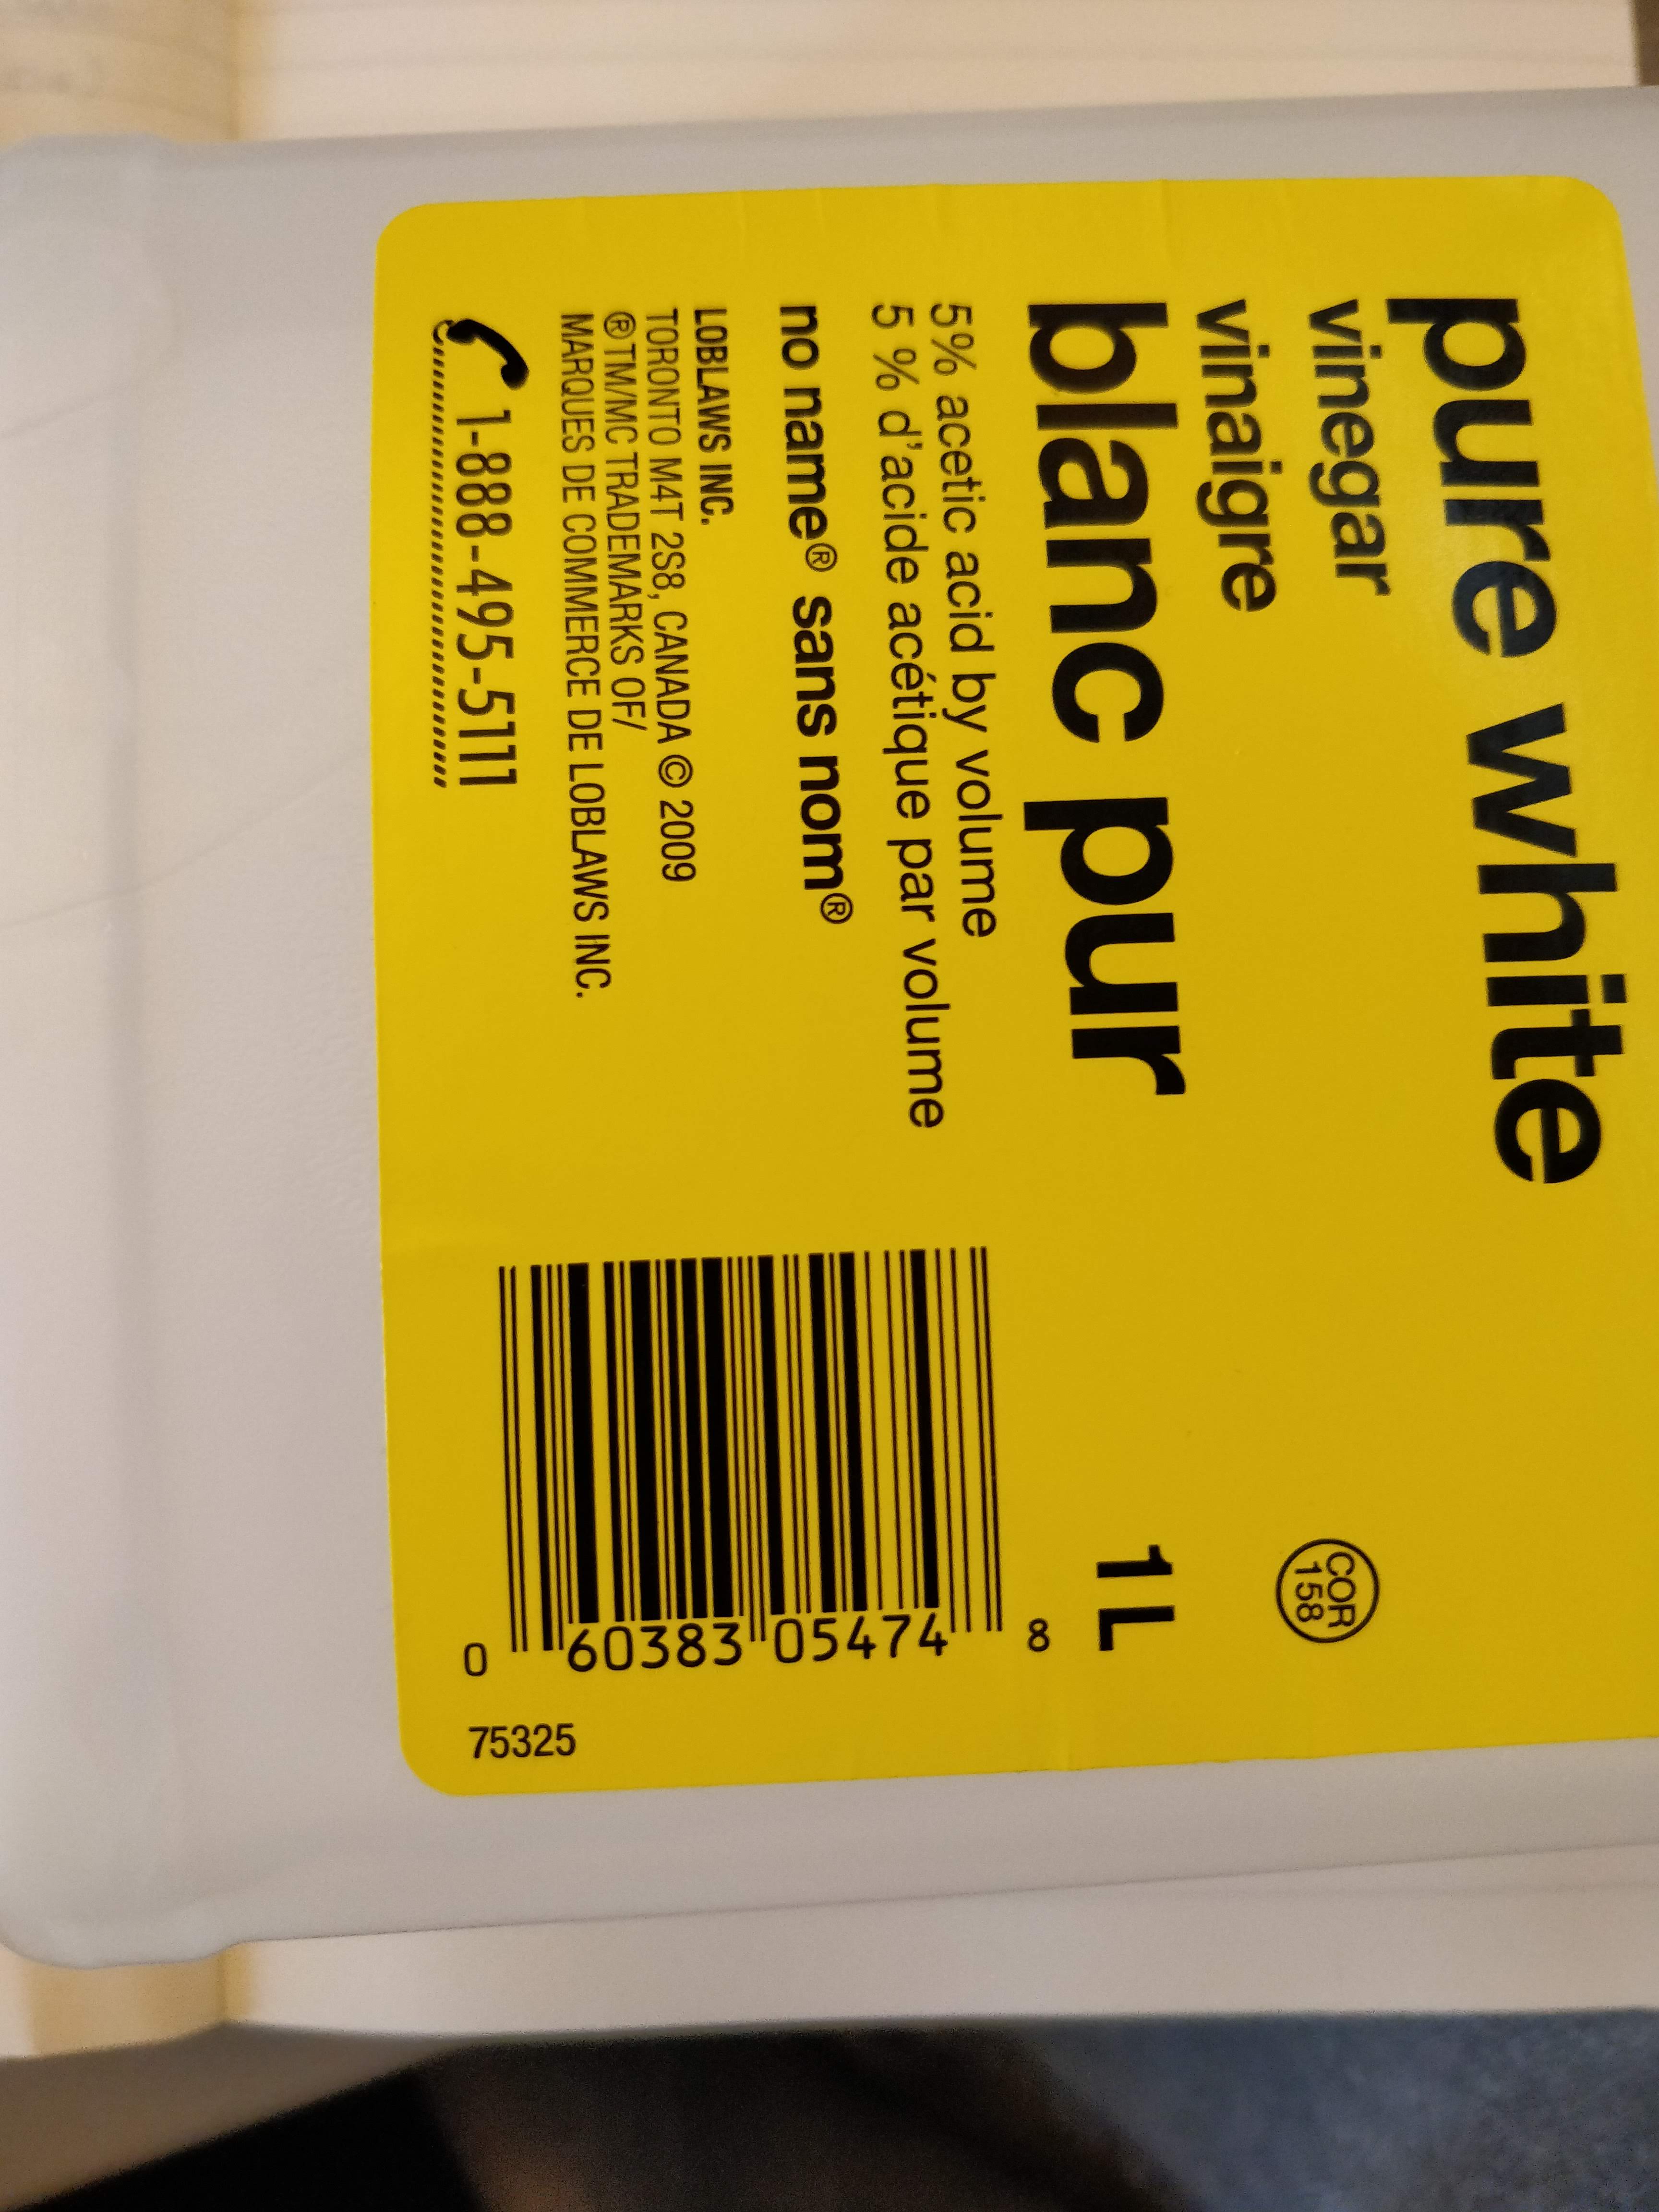 pure white
vinegar
vinaigre
blanc pur
5% acetic acid by volume
5 % d'acide acétique par volume
no name® sans nom®
LOBLAWS INC.
TORONTO M4T 2S8, CANADA © 2009
®TM/MC TRADEMARKS OF/
MARQUES DE COMMERCE DE LOBLAWS INC.
1-888-495-5111
COR
158
1 L
0 60383 05474 8
75325